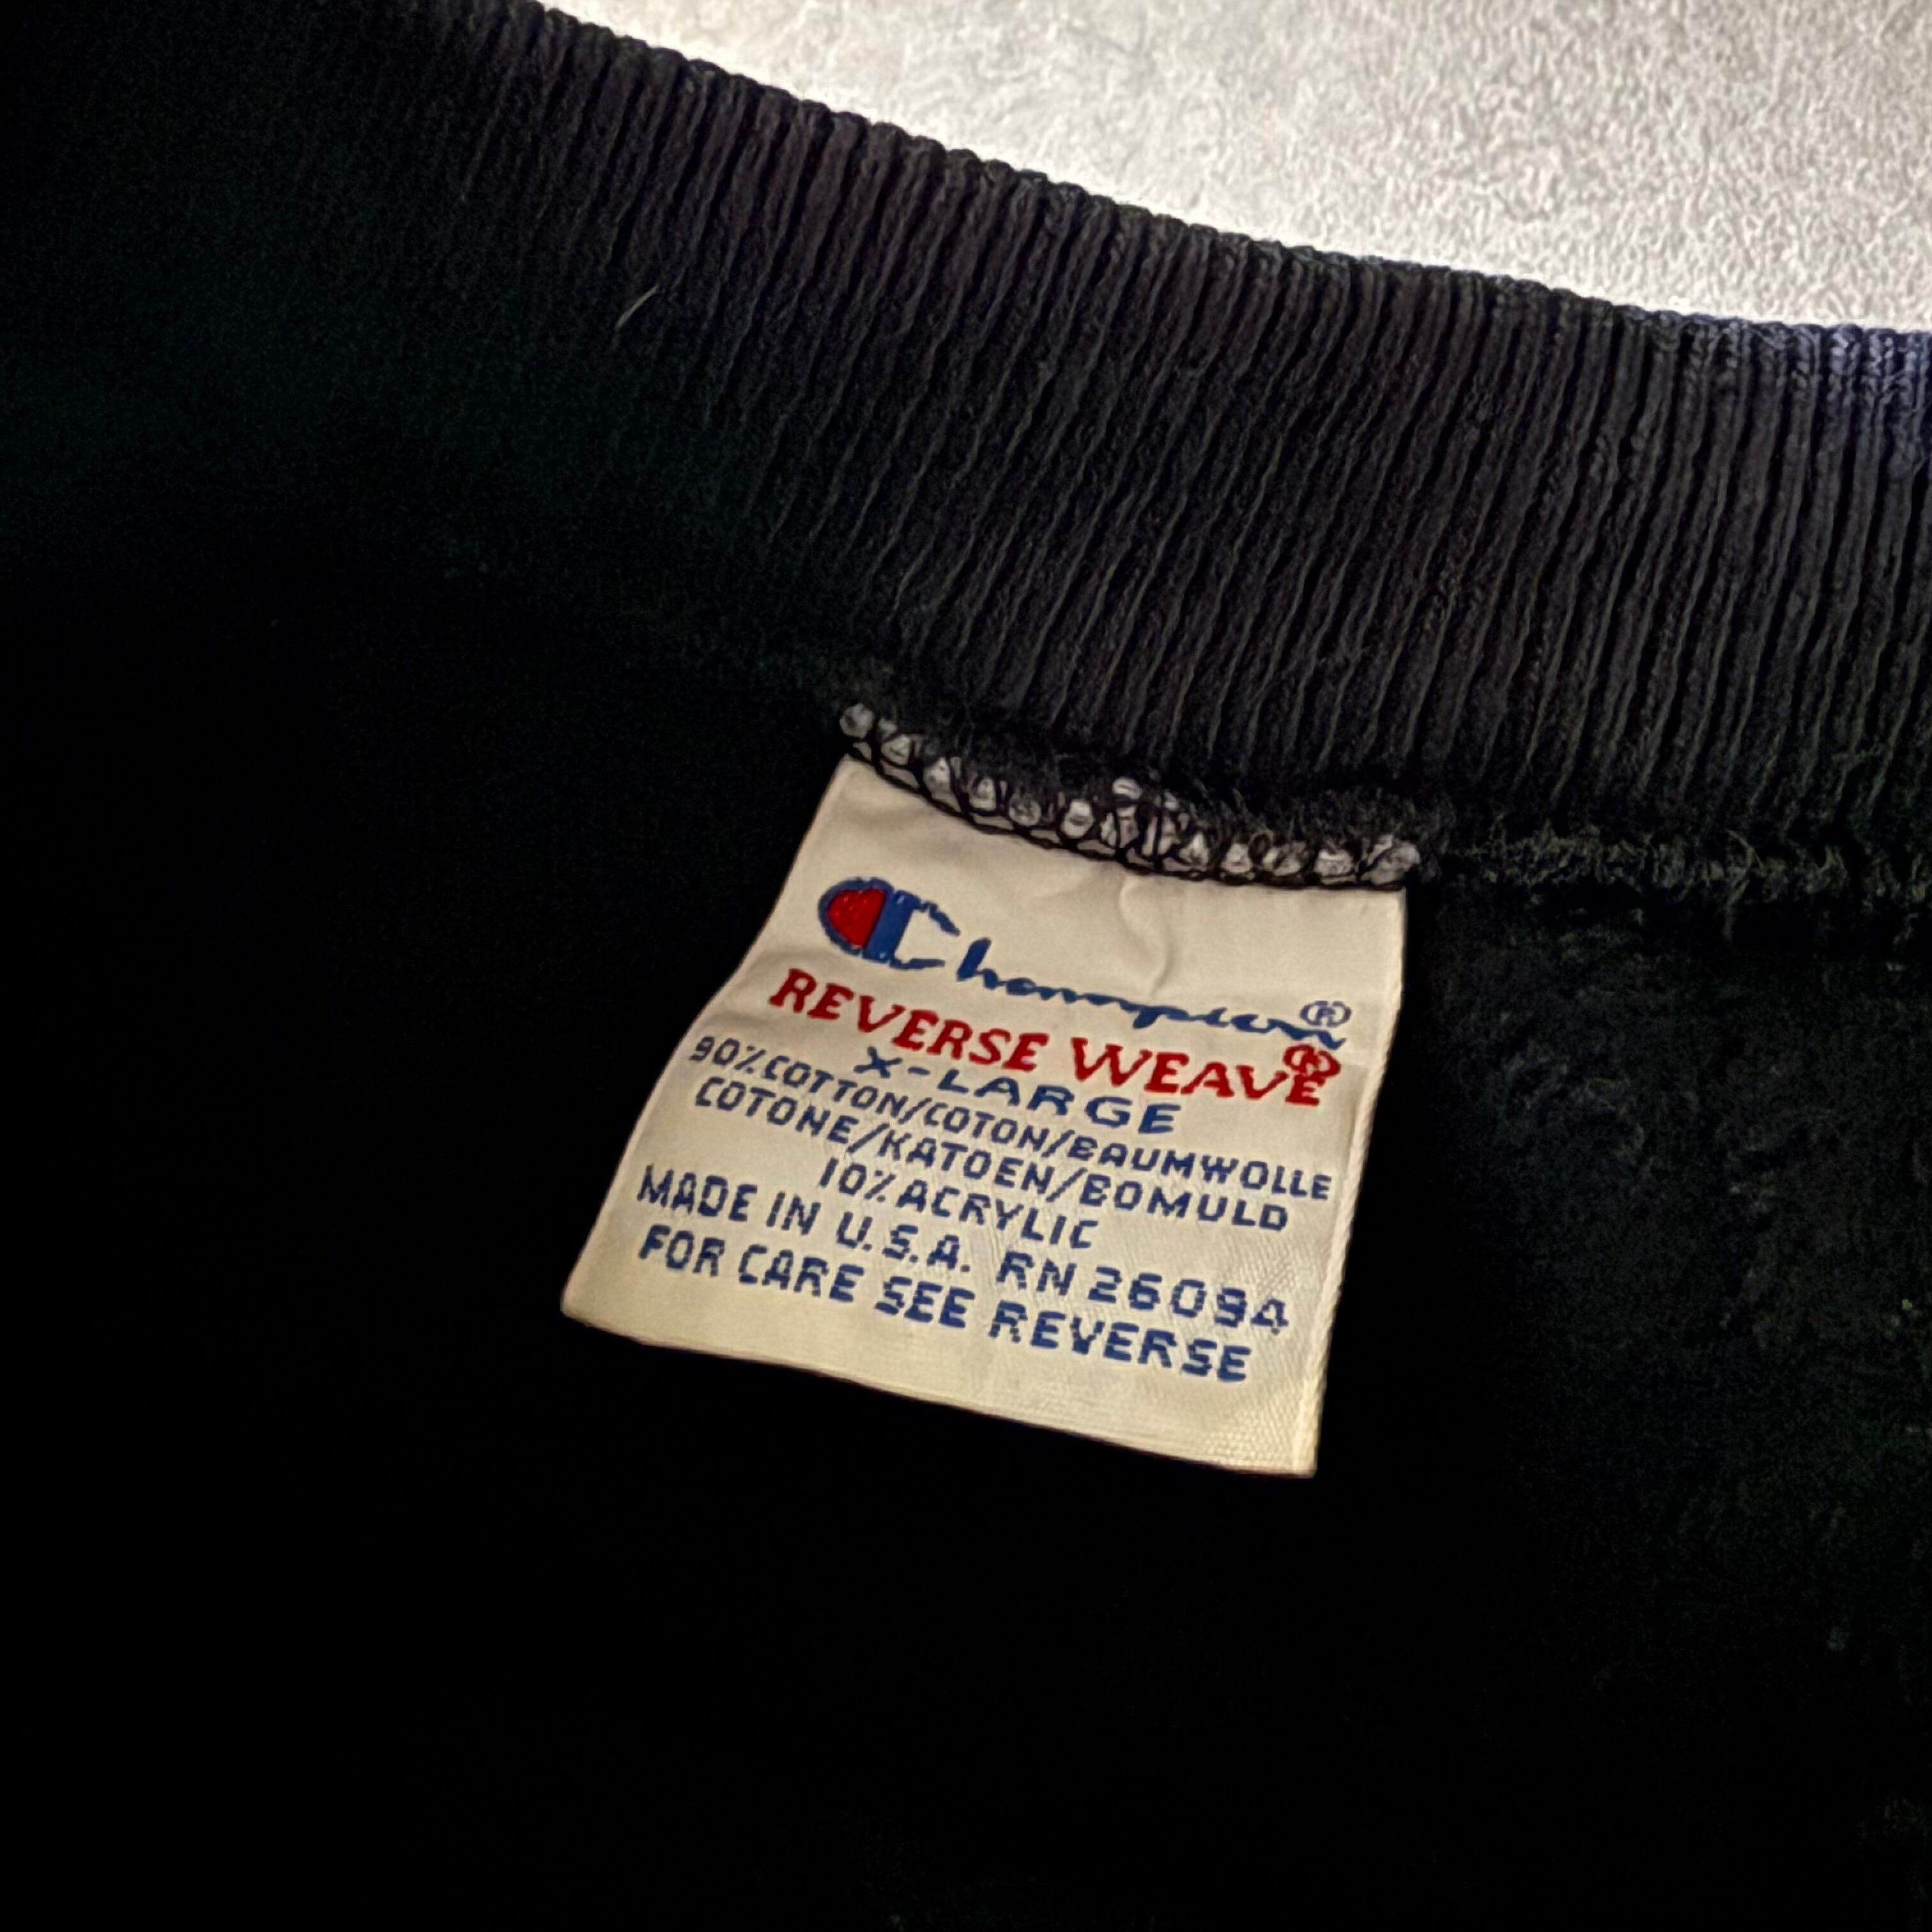 Champion®
REVERSE WEAVE®
X-LARGE
90% COTTON/COTON/BAUMWOLLE
COTONE/KATOEN/BOMULD
10% ACRYLIC
MADE IN U.S.A. RN 26094
FOR CARE SEE REVERSE